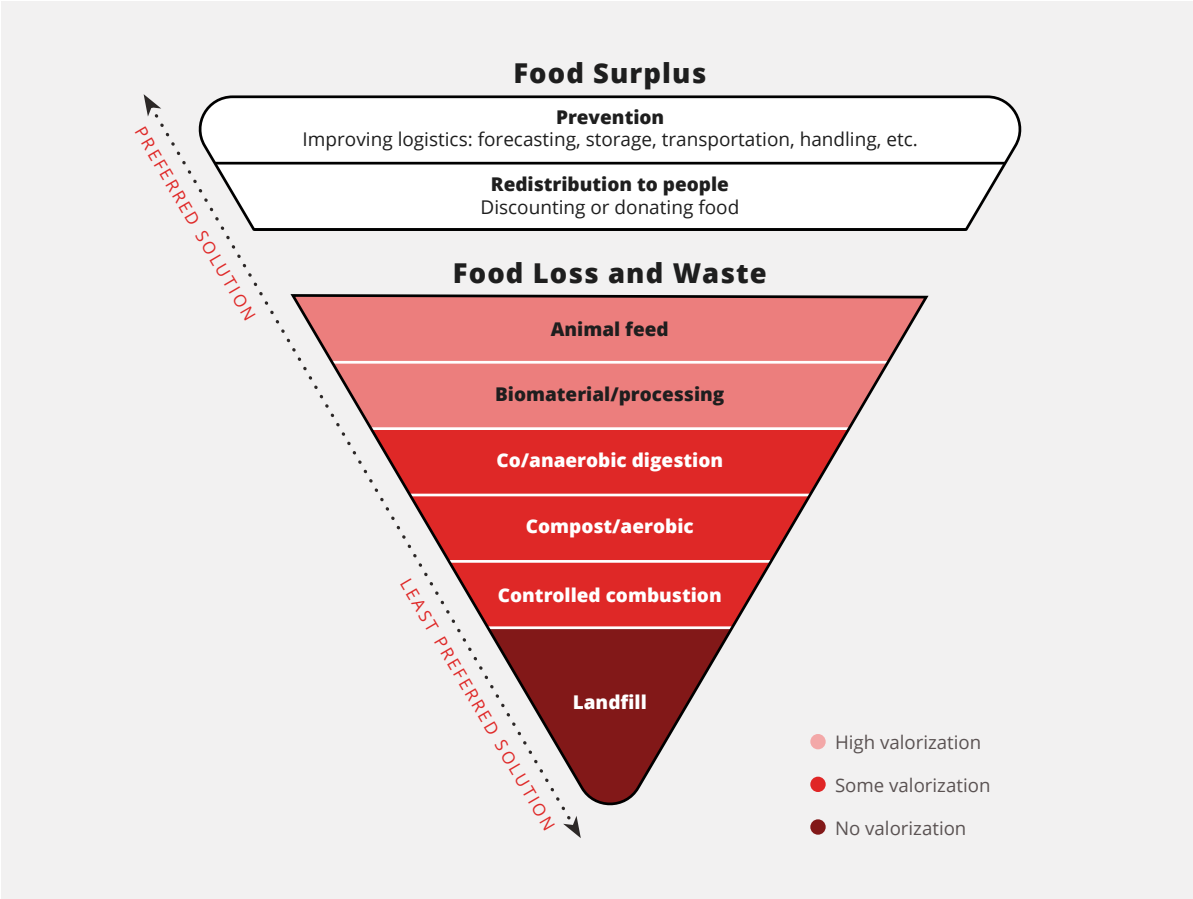 Food Surplus
Prevention
Improving logistics: forecasting, storage, transportation, handling, etc.
Redistribution to people
Discounting or donating food
PREFERRED SOLUTION
Food Loss and Waste
Animal feed
Biomaterial/processing
Co/anaerobic digestion
Compost/aerobic
Controlled combustion
Landfill
LEAST PREFERRED SOLUTION
High valorization
Some valorization
No valorization